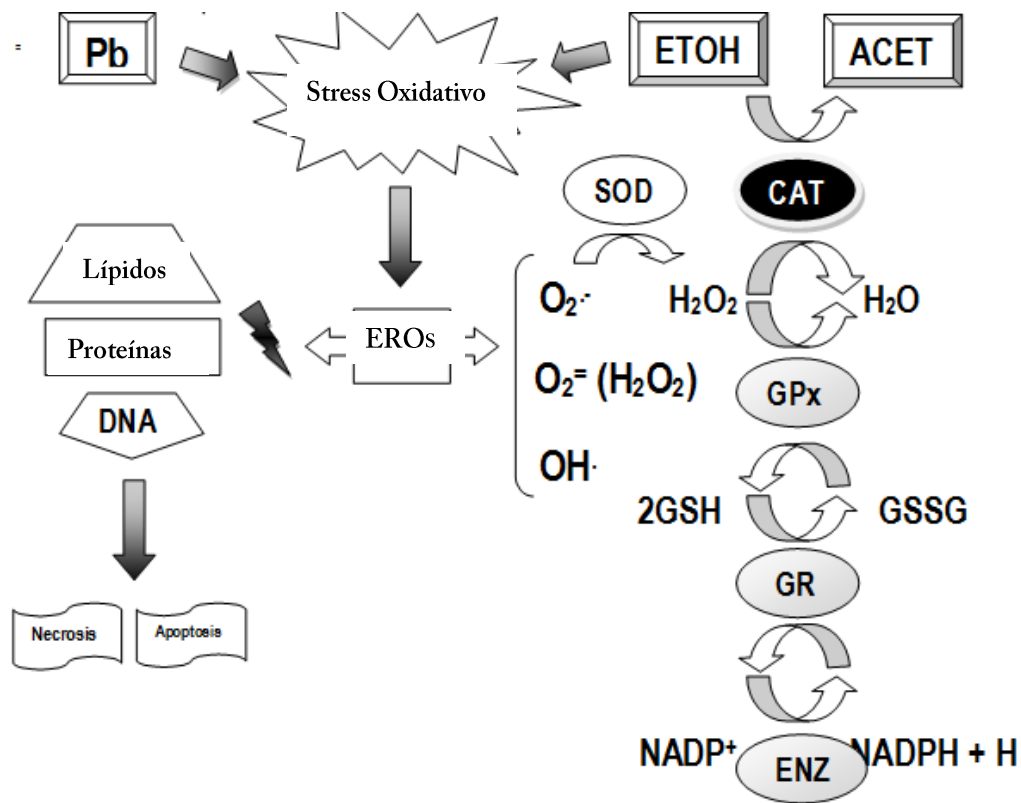 =
Pb
Stress Oxidativo
ETOH
ACET
SOD
CAT
Lípidos
Proteínas
DNA
EROs
O₂·⁻
H₂O₂
H₂O
O₂⁼ (H₂O₂)
GPx
OH·
2GSH
GSSG
GR
Necrosis
Apoptosis
NADP⁺
ENZ
NADPH + H